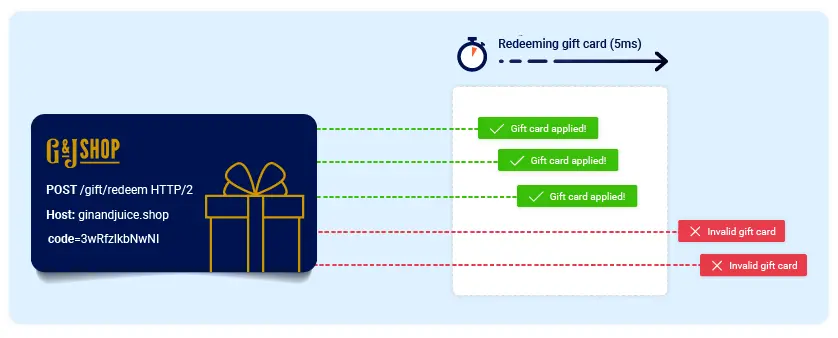 Redeeming gift card (5ms)
G&J SHOP
POST /gift/redeem HTTP/2
Host: ginandjuice.shop
code=3wRfzlkbNwNI
Gift card applied!
Gift card applied!
Gift card applied!
Invalid gift card
Invalid gift card